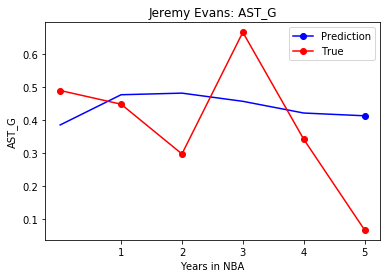 Jeremy Evans: AST_G
Prediction
True
0.6
0.5
0.4
0.3
0.2
0.1
AST_G
1 2 3 4 5
Years in NBA